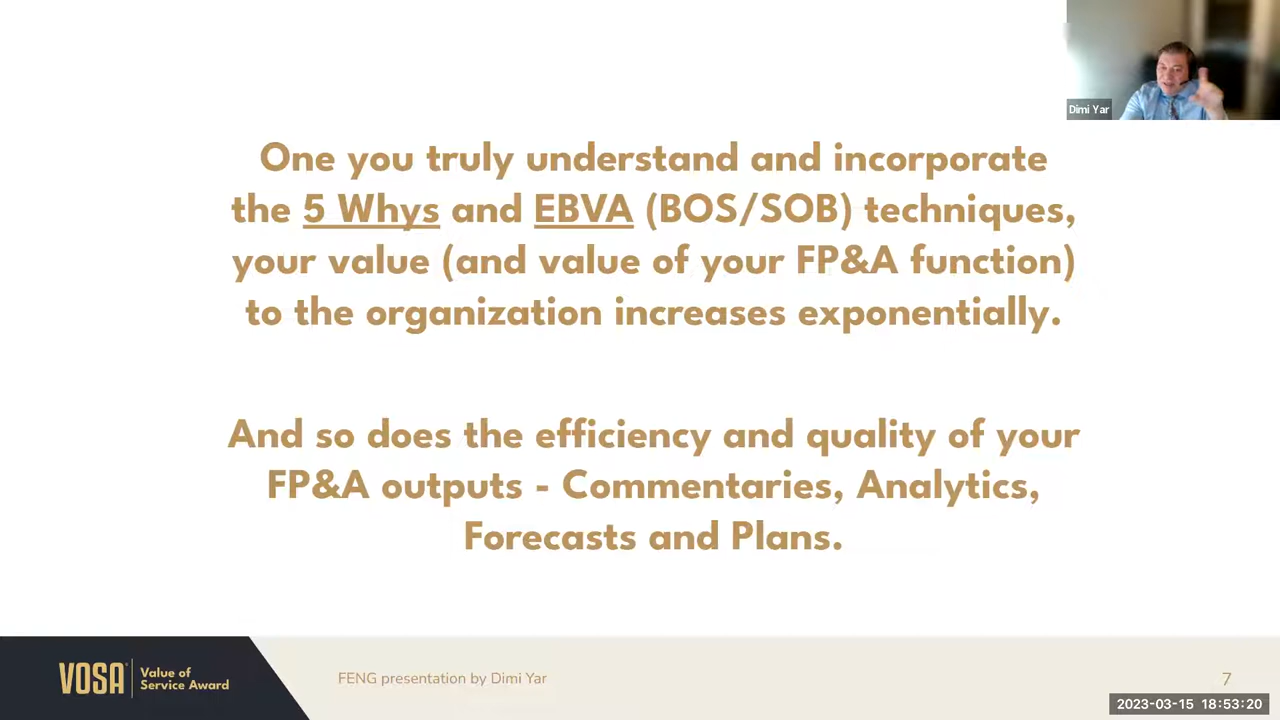 Dimi Yar
One you truly understand and incorporate
the 5 Whys and EBVA (BOS/SOB) techniques,
your value (and value of your FP&A function)
to the organization increases exponentially.
And so does the efficiency and quality of your
FP&A outputs - Commentaries, Analytics,
Forecasts and Plans.
VOSA
Value of
Service Award
FENG presentation by Dimi Yar
7
2023-03-15 18:53:20